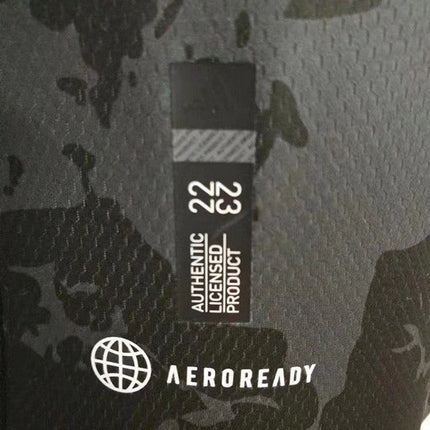 22
23
AUTHENTIC
LICENSED
PRODUCT
AEROREADY